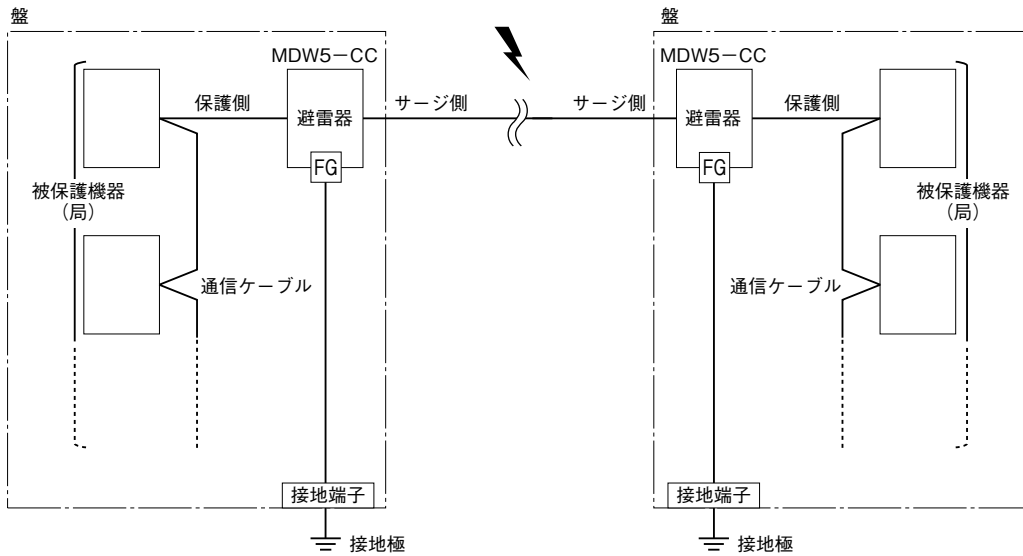 盤
盤
MDW5－CC
MDW5－CC
保護側
避雷器
サージ側
サージ側
避雷器
保護側
FG
FG
被保護機器
（局）
被保護機器
（局）
通信ケーブル
通信ケーブル
接地端子
接地端子
接地極
接地極